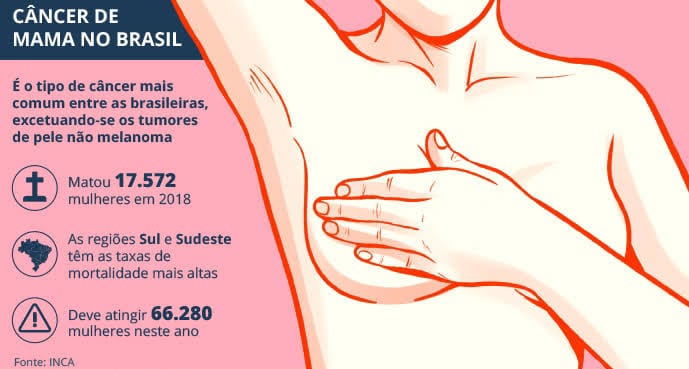 CÂNCER DE
MAMA NO BRASIL
É o tipo de câncer mais
comum entre as brasileiras,
excetuando-se os tumores
de pele não melanoma
Matou 17.572
mulheres em 2018
As regiões Sul e Sudeste
têm as taxas de
mortalidade mais altas
Deve atingir 66.280
mulheres neste ano
Fonte: INCA